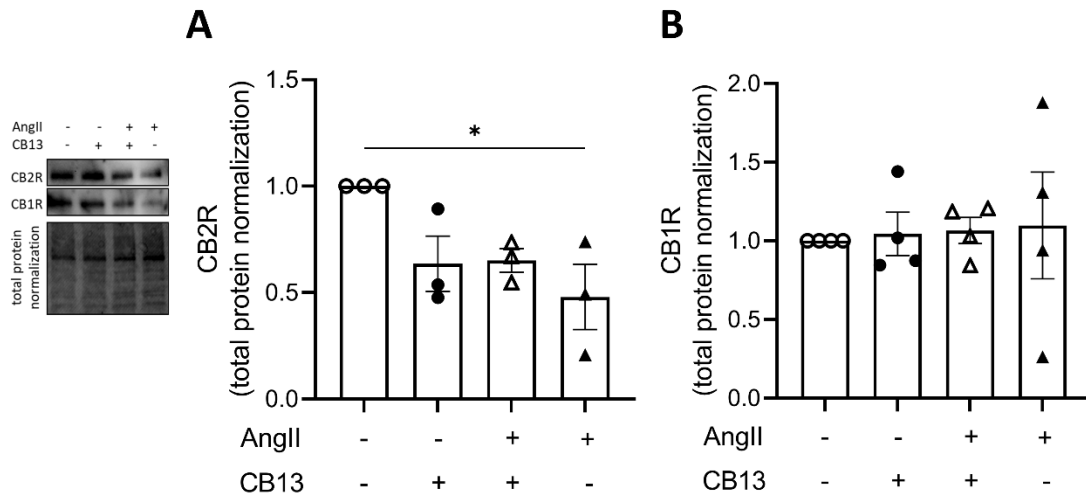 A
B
AngII - - + +
CB13 - + + -
CB2R
CB1R
total protein
normalization
CB2R
(total protein normalization)
1.5
1.0
0.5
0.0
*
AngII - - + +
CB13 - + + -
CB1R
(total protein normalization)
2.0
1.5
1.0
0.5
0.0
AngII - - + +
CB13 - + + -